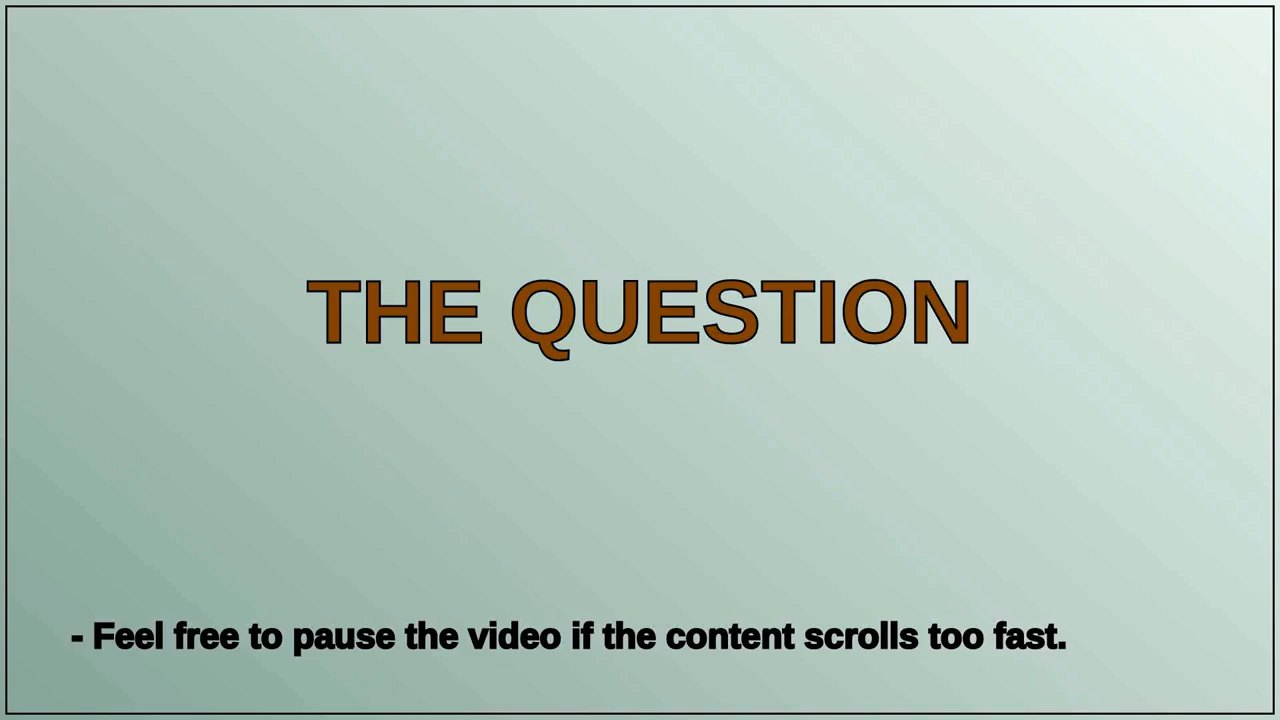 THE QUESTION
- Feel free to pause the video if the content scrolls too fast.